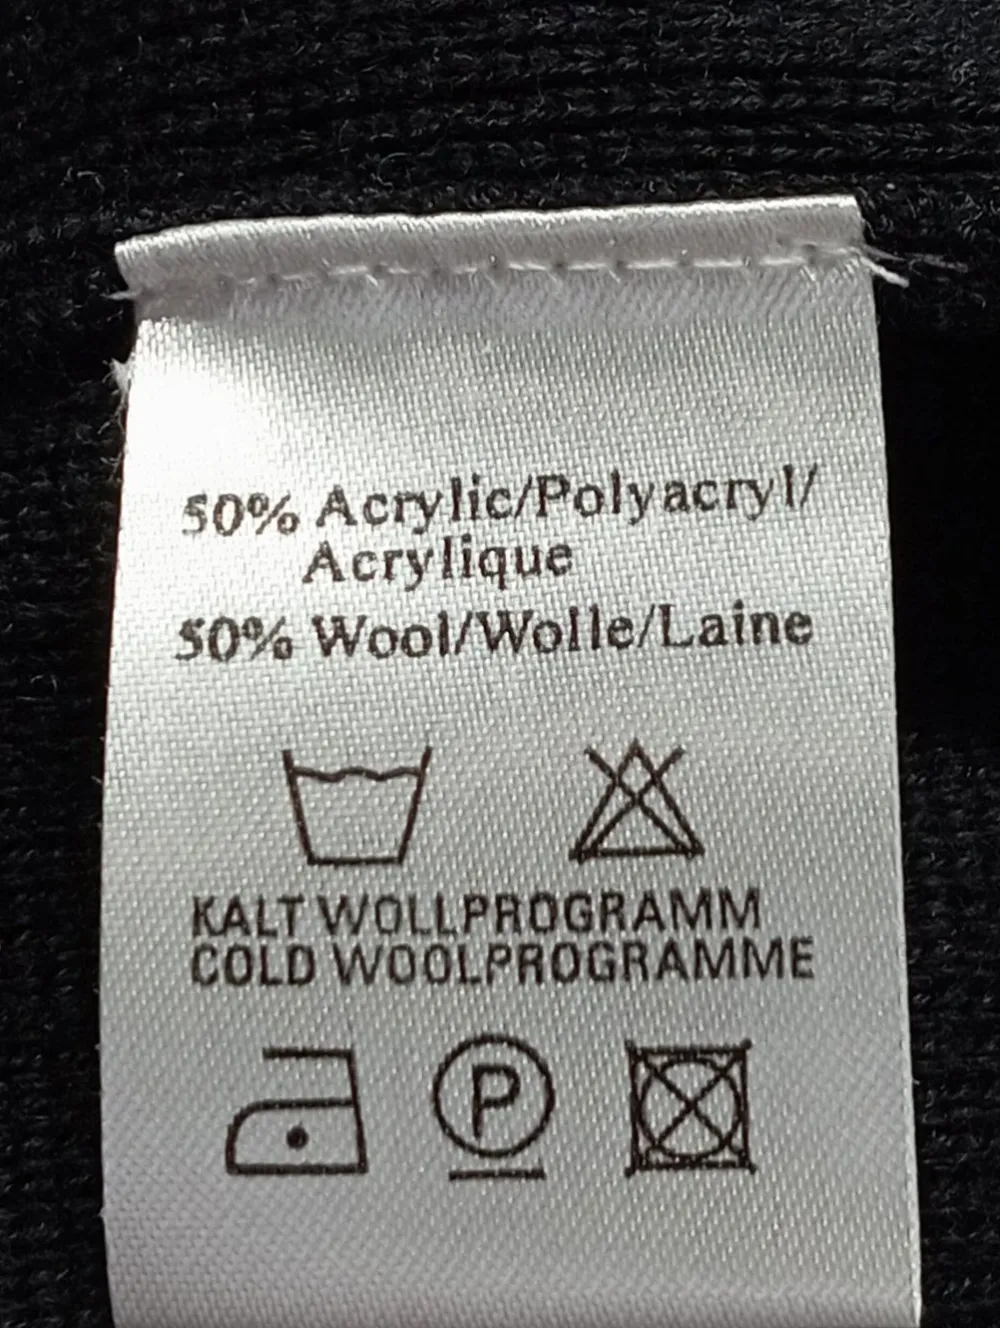 50% Acrylic/Polyacryl/
Acrylique
50% Wool/Wolle/Laine
KALT WOLLPROGRAMM
COLD WOOLPROGRAMME
P